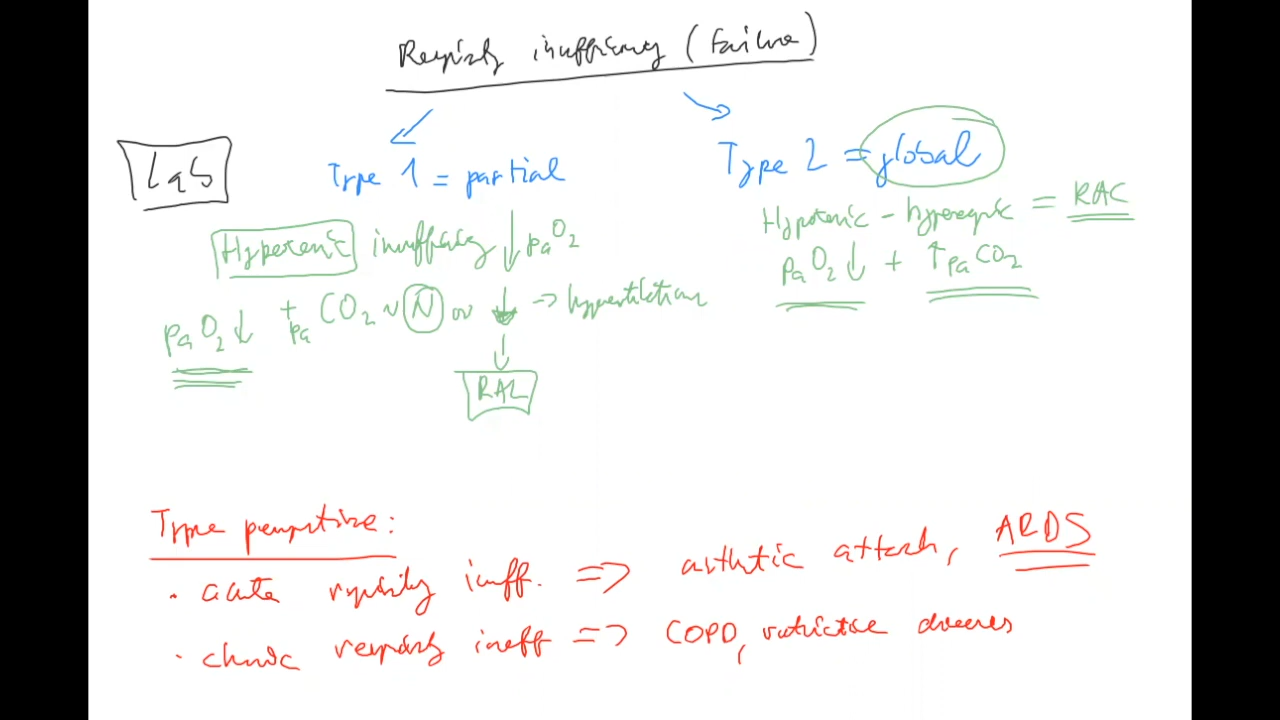 Respiratory insufficiency (Failure)
Lab
Type 1 = partial
Type 2 = global
Hypoxemic insufficiency ↓ paO2
Hypoxemic - hypercapnic = RAC
paO2 ↓ + ↑ paCO2
paO2 ↓ + paCO2 ~ N or ↓ => hyperventilation
↓
RAL
Type perspective:
· acute respiratory insuff. => asthmatic attack, ARDS
· chronic respiratory insuff => COPD, restrictive diseases